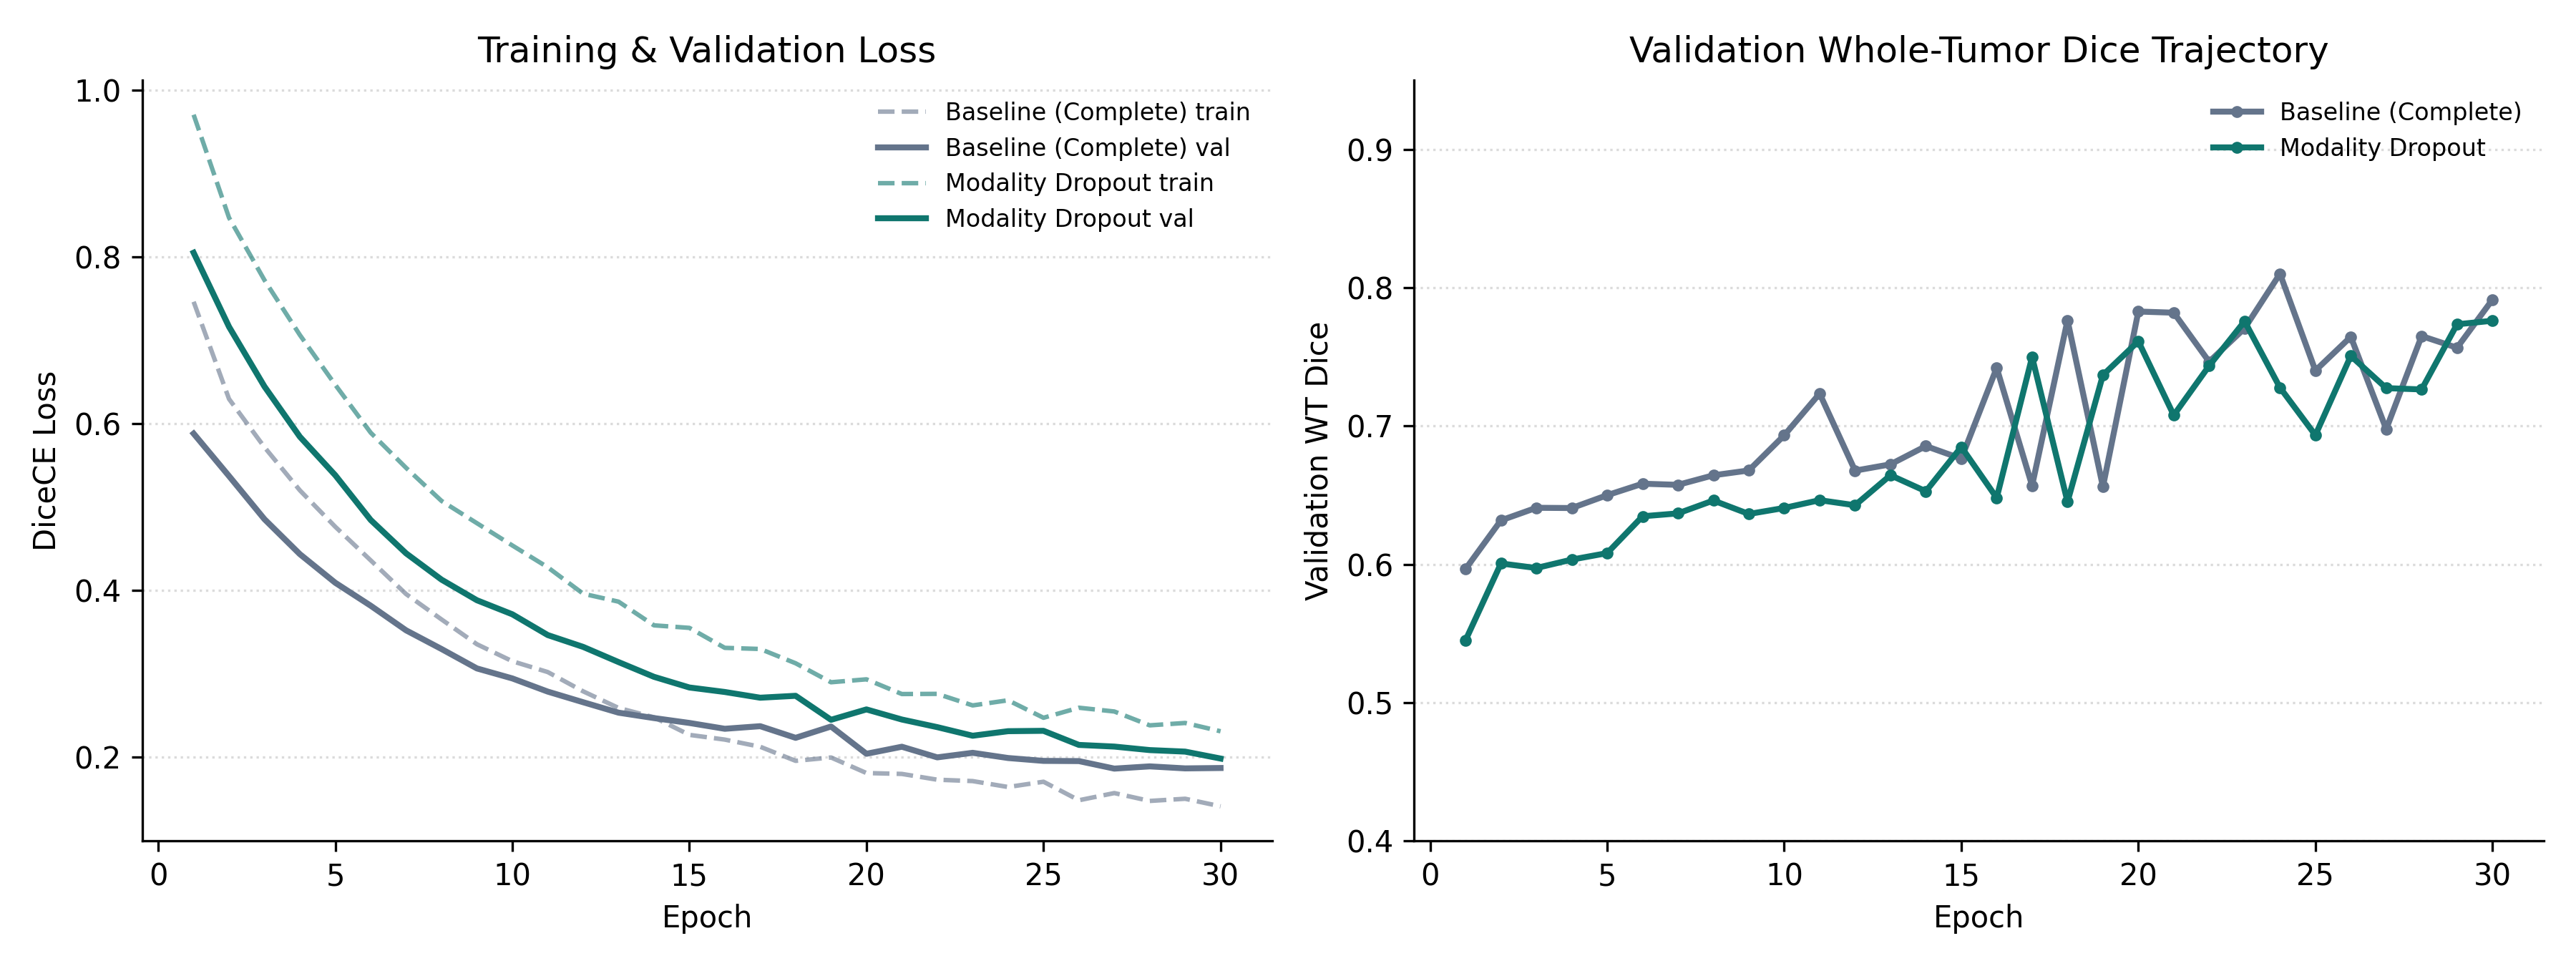 Training & Validation Loss
DiceCE Loss
1.0
0.8
0.6
0.4
0.2
0 5 10 15 20 25 30
Epoch
Baseline (Complete) train
Baseline (Complete) val
Modality Dropout train
Modality Dropout val
Validation Whole-Tumor Dice Trajectory
Validation WT Dice
0.9
0.8
0.7
0.6
0.5
0.4
0 5 10 15 20 25 30
Epoch
Baseline (Complete)
Modality Dropout